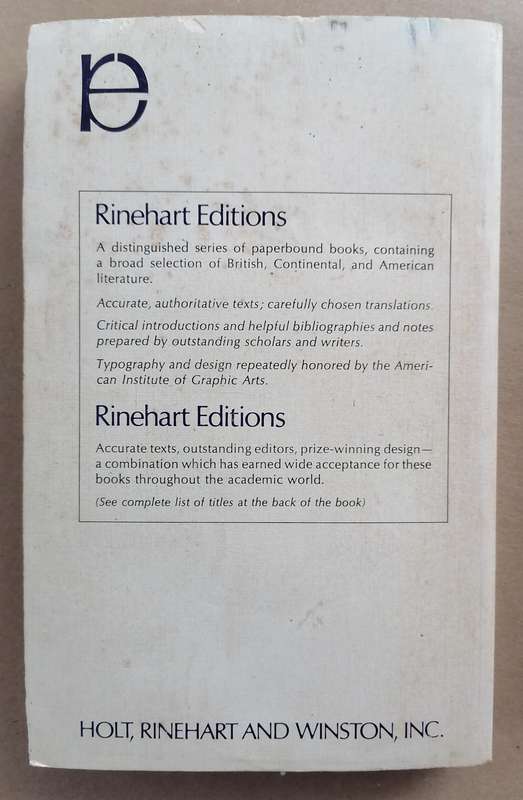 re
Rinehart Editions
A distinguished series of paperbound books, containing
a broad selection of British, Continental, and American
literature.
Accurate, authoritative texts; carefully chosen translations.
Critical introductions and helpful bibliographies and notes
prepared by outstanding scholars and writers.
Typography and design repeatedly honored by the Ameri-
can Institute of Graphic Arts.
Rinehart Editions
Accurate texts, outstanding editors, prize-winning design—
a combination which has earned wide acceptance for these
books throughout the academic world.
(See complete list of titles at the back of the book)
HOLT, RINEHART AND WINSTON, INC.